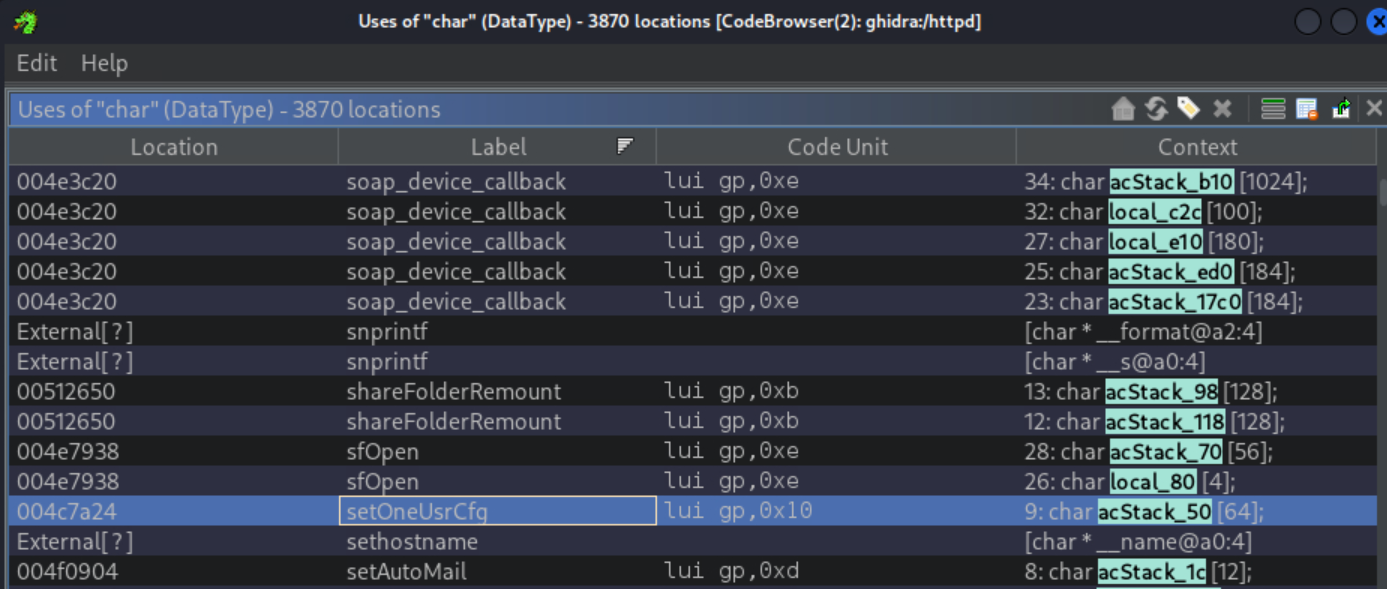 Uses of "char" (DataType) - 3870 locations [CodeBrowser(2): ghidra:/httpd]
Edit Help
Uses of "char" (DataType) - 3870 locations
Location Label Code Unit Context
004e3c20 soap_device_callback lui gp,0xe 34: char acStack_b10 [1024];
004e3c20 soap_device_callback lui gp,0xe 32: char local_c2c [100];
004e3c20 soap_device_callback lui gp,0xe 27: char local_e10 [180];
004e3c20 soap_device_callback lui gp,0xe 25: char acStack_ed0 [184];
004e3c20 soap_device_callback lui gp,0xe 23: char acStack_17c0 [184];
External[?] snprintf [char * __format@a2:4]
External[?] snprintf [char * __s@a0:4]
00512650 shareFolderRemount lui gp,0xb 13: char acStack_98 [128];
00512650 shareFolderRemount lui gp,0xb 12: char acStack_118 [128];
004e7938 sfOpen lui gp,0xe 28: char acStack_70 [56];
004e7938 sfOpen lui gp,0xe 26: char local_80 [4];
004c7a24 setOneUsrCfg lui gp,0x10 9: char acStack_50 [64];
External[?] sethostname [char * __name@a0:4]
004f0904 setAutoMail lui gp,0xd 8: char acStack_1c [12];